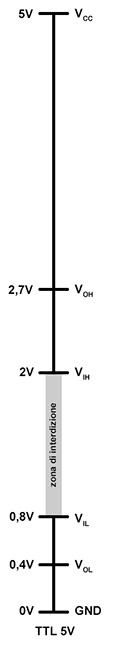 5V VCC
2,7V VOH
2V VIH
zona di interdizione
0,8V VIL
0,4V VOL
0V GND
TTL 5V